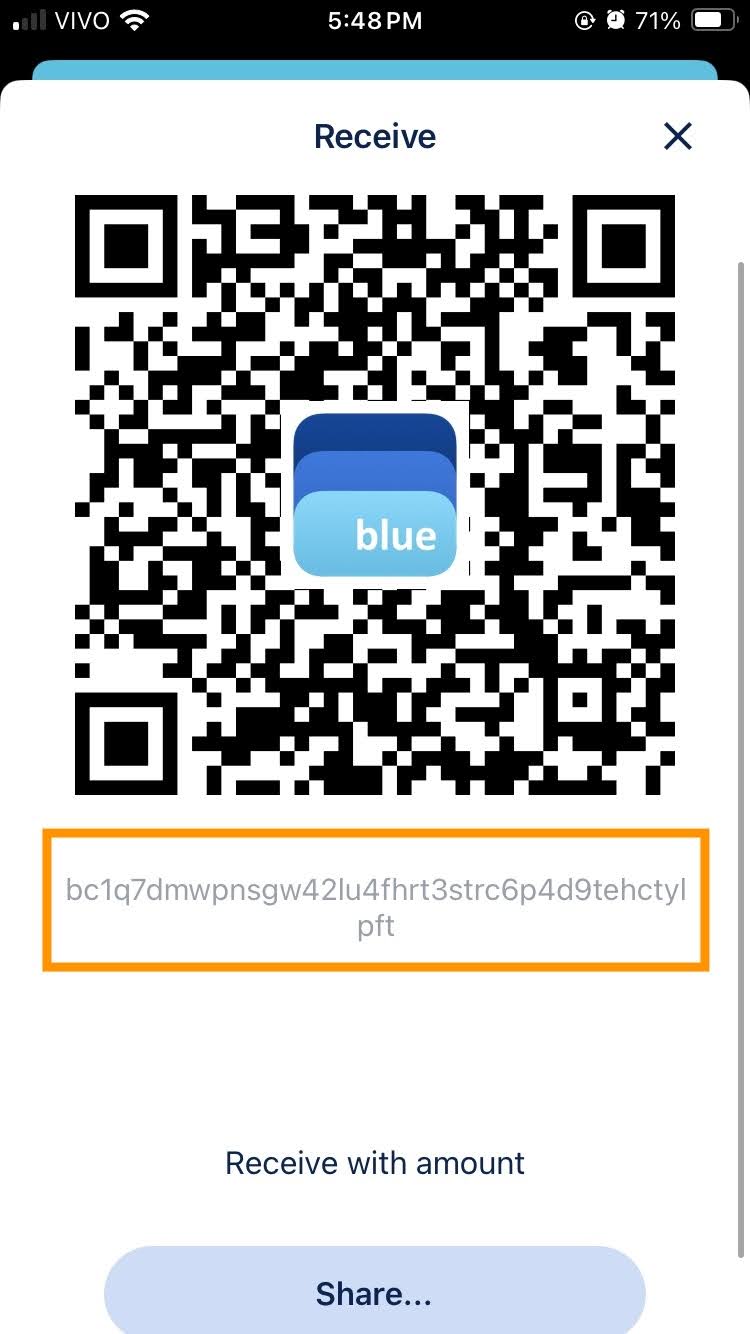 VIVO
5:48 PM
71%
Receive
blue
bc1q7dmwpnsgw42lu4fhrt3strc6p4d9tehctyl
pft
Receive with amount
Share...